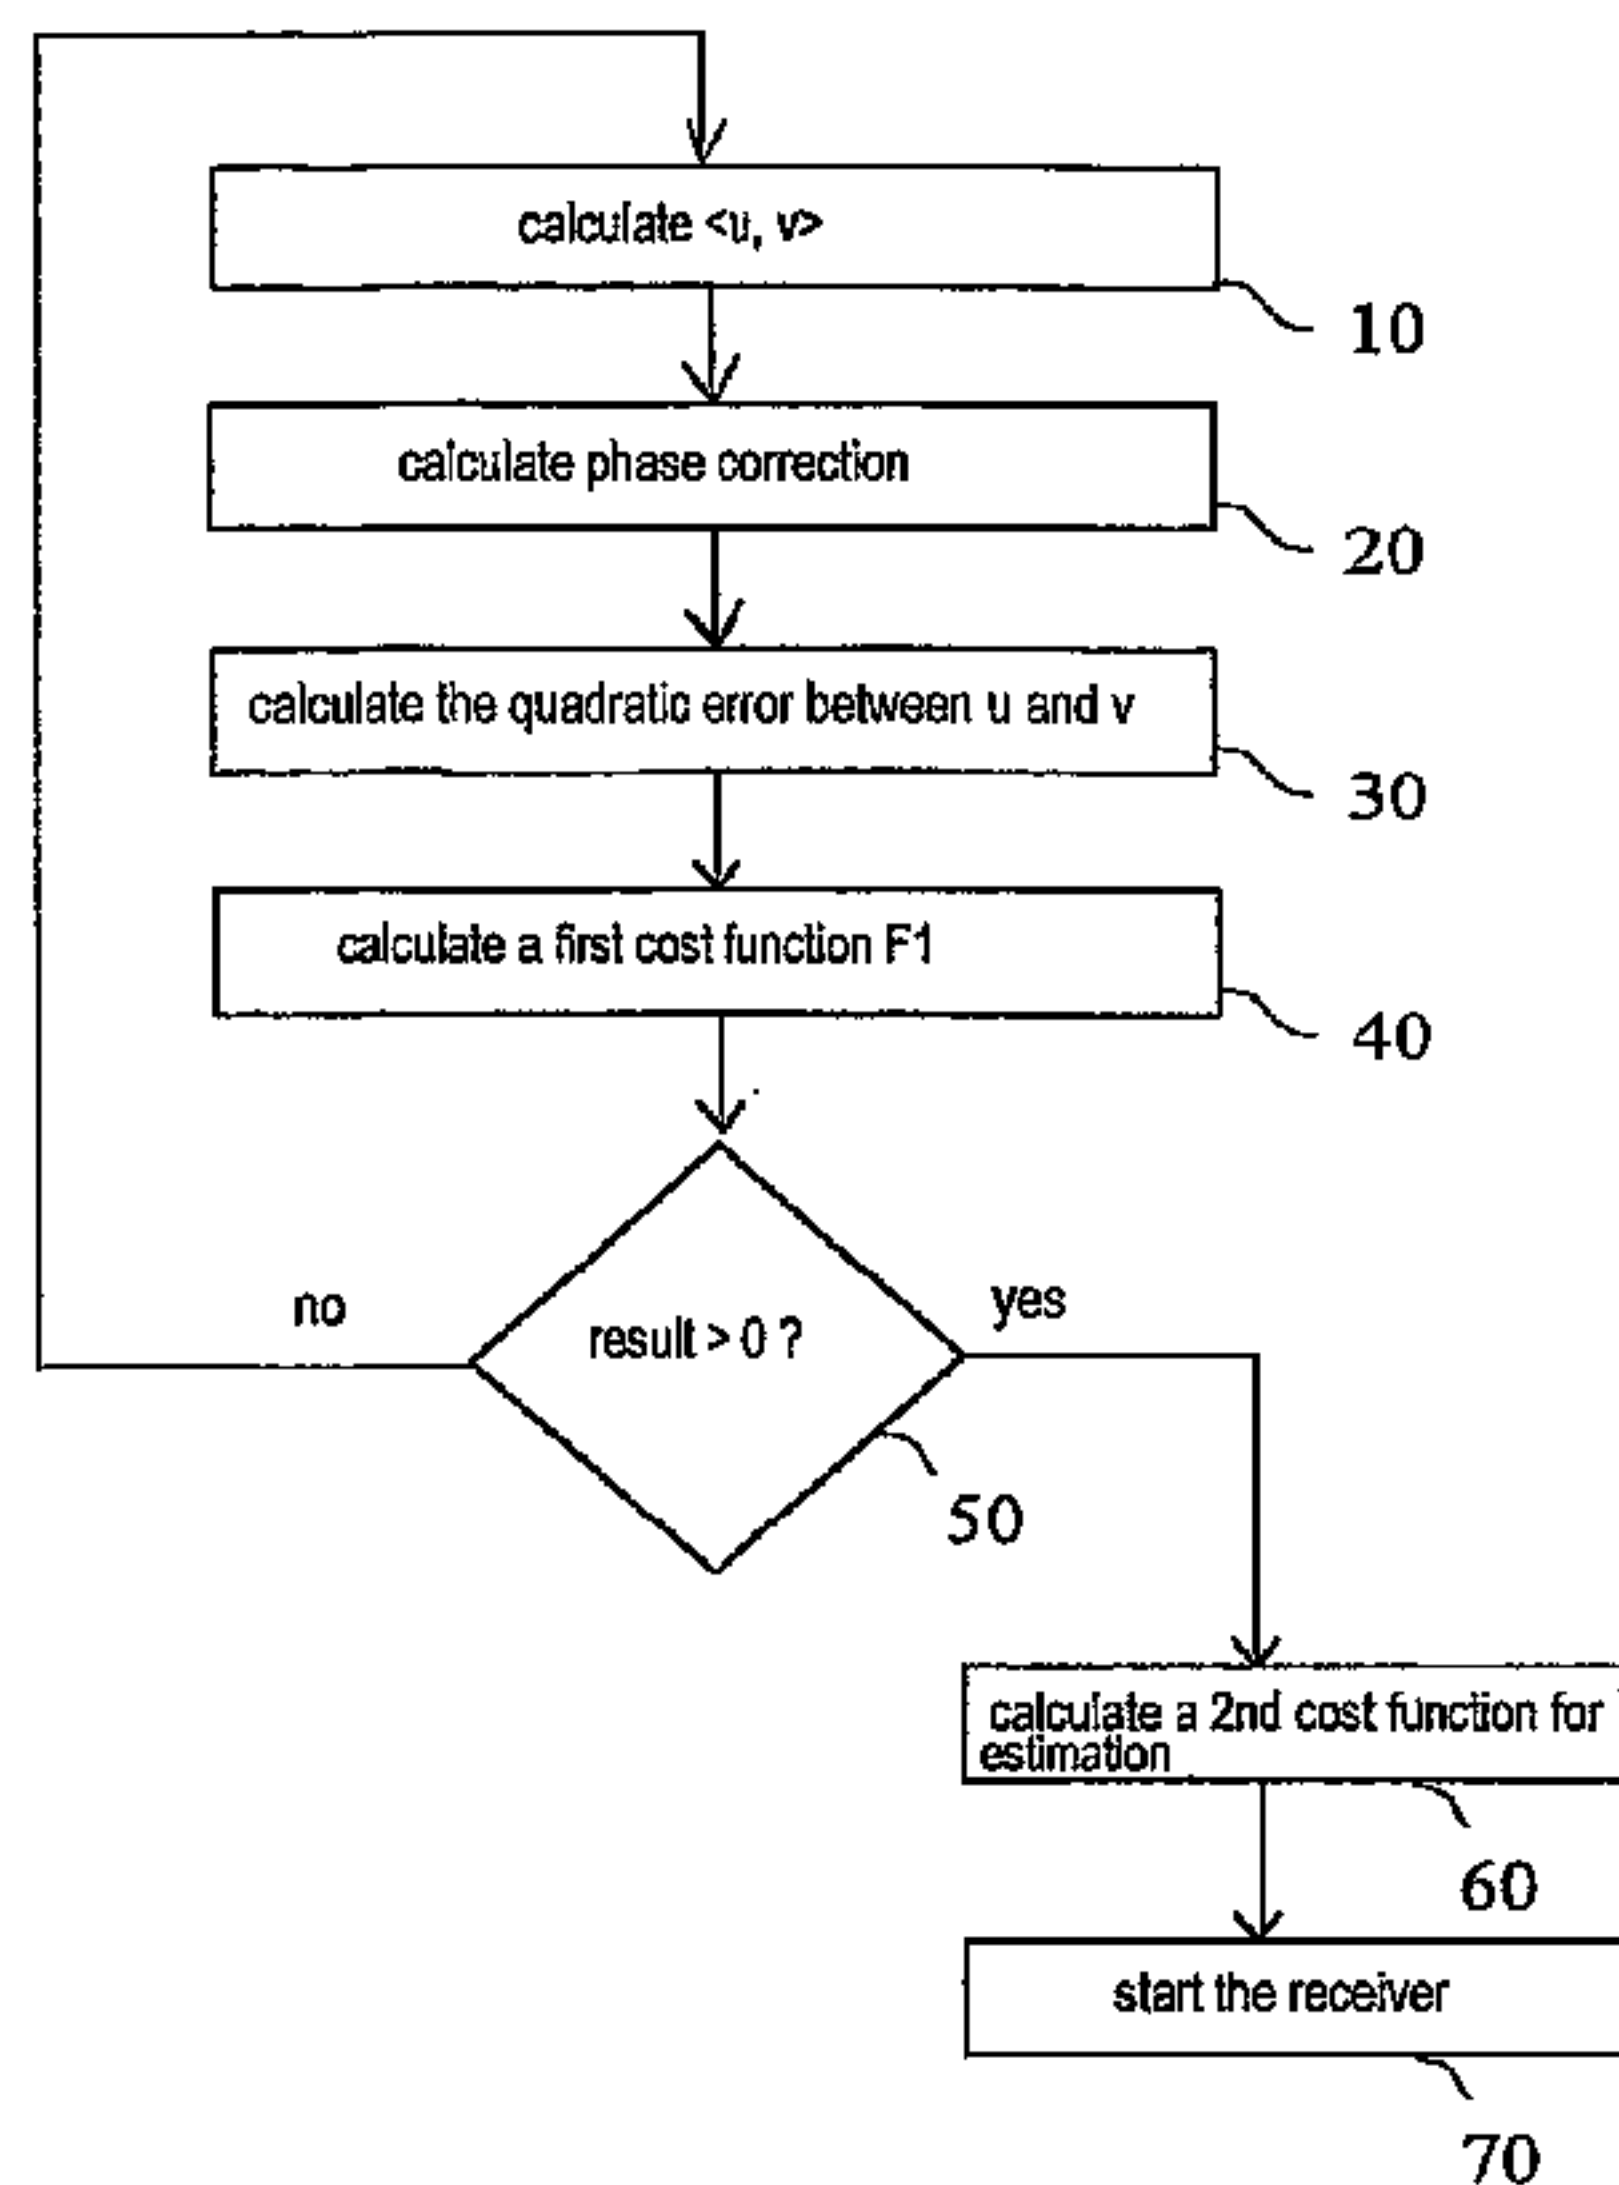 calculate <u, v>
10
calculate phase correction
20
calculate the quadratic error between u and v
30
calculate a first cost function F1
40
no
yes
result > 0 ?
50
calculate a 2nd cost function for
estimation
60
start the receiver
70